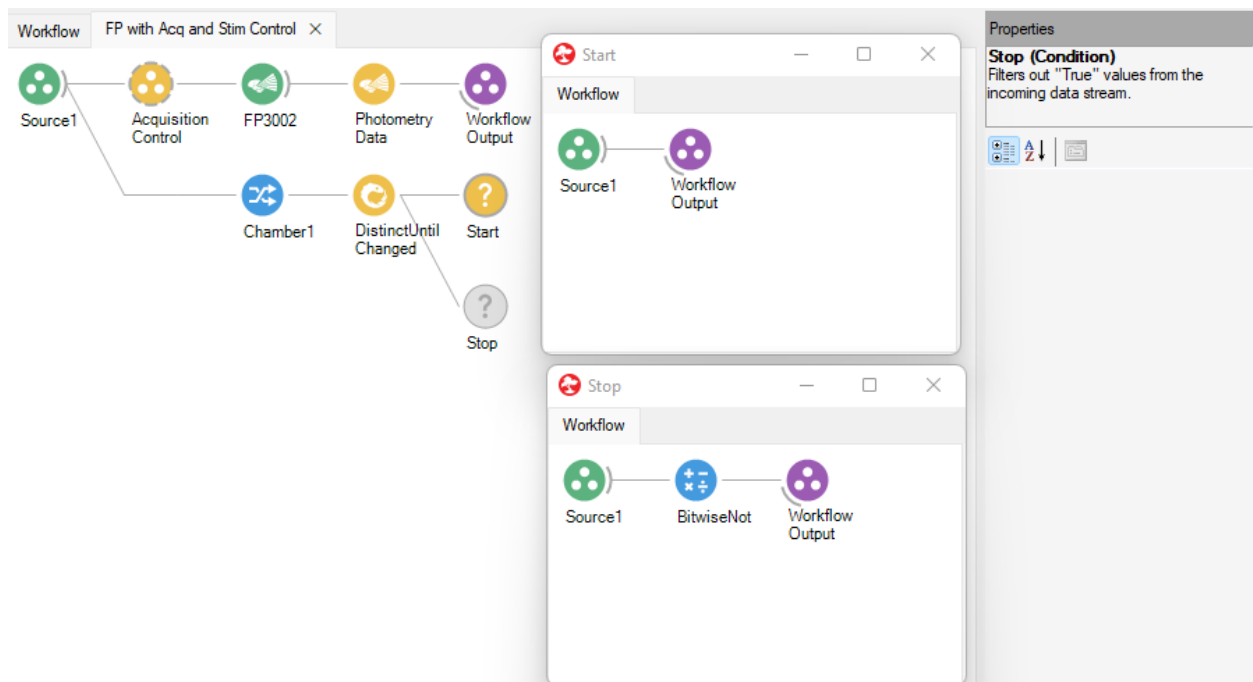 Workflow
FP with Acq and Stim Control
Source1
Acquisition
Control
FP3002
Photometry
Data
Workflow
Output
Chamber1
DistinctUntil
Changed
?
Start
?
Stop
Start
Workflow
Source1
Workflow
Output
Stop
Workflow
Source1
BitwiseNot
Workflow
Output
Properties
Stop (Condition)
Filters out "True" values from the
incoming data stream.
A
Z